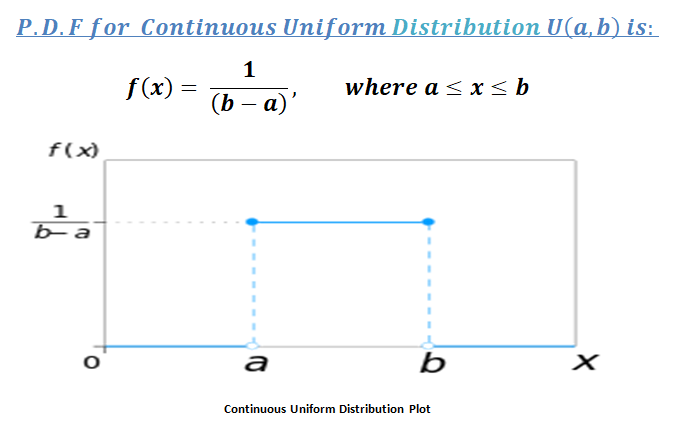 P.D.F for Continuous Uniform Distribution U(a,b) is:
f(x) = 1/(b − a), where a ≤ x ≤ b
f(x)
1/b− a
o a b x
Continuous Uniform Distribution Plot